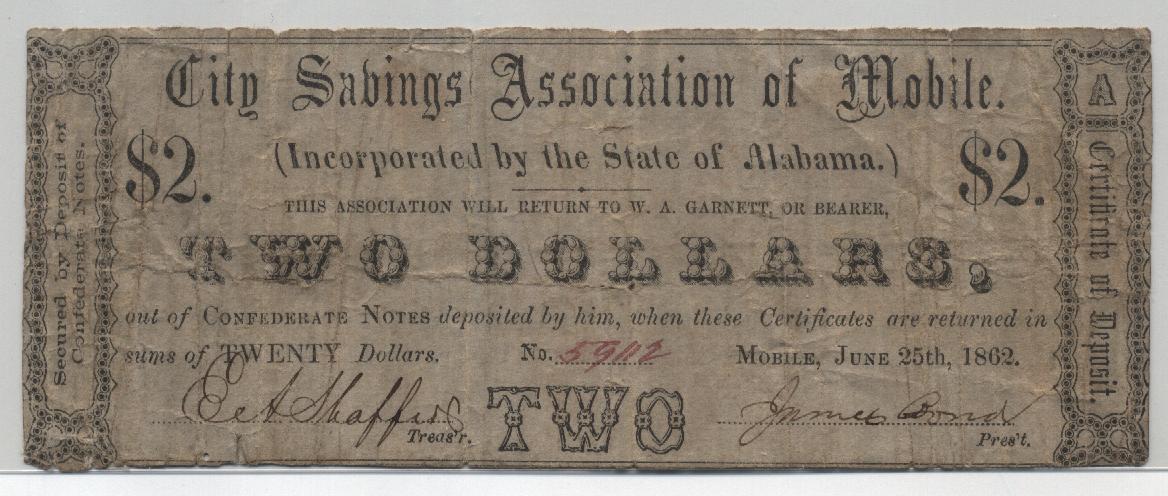 City Savings Association of Mobile.
$2.
(Incorporated by the State of Alabama.)
$2.
THIS ASSOCIATION WILL RETURN TO W. A. GARNETT, OR BEARER,
TWO DOLLARS,
out of CONFEDERATE NOTES deposited by him, when these Certificates are returned in
sums of TWENTY Dollars.
No.
MOBILE, JUNE 25th, 1862.
James Bond
Treas'r.
TWO
Pres't.
Secured by Deposit of
Confederate Notes.
A Certificate of Deposit.